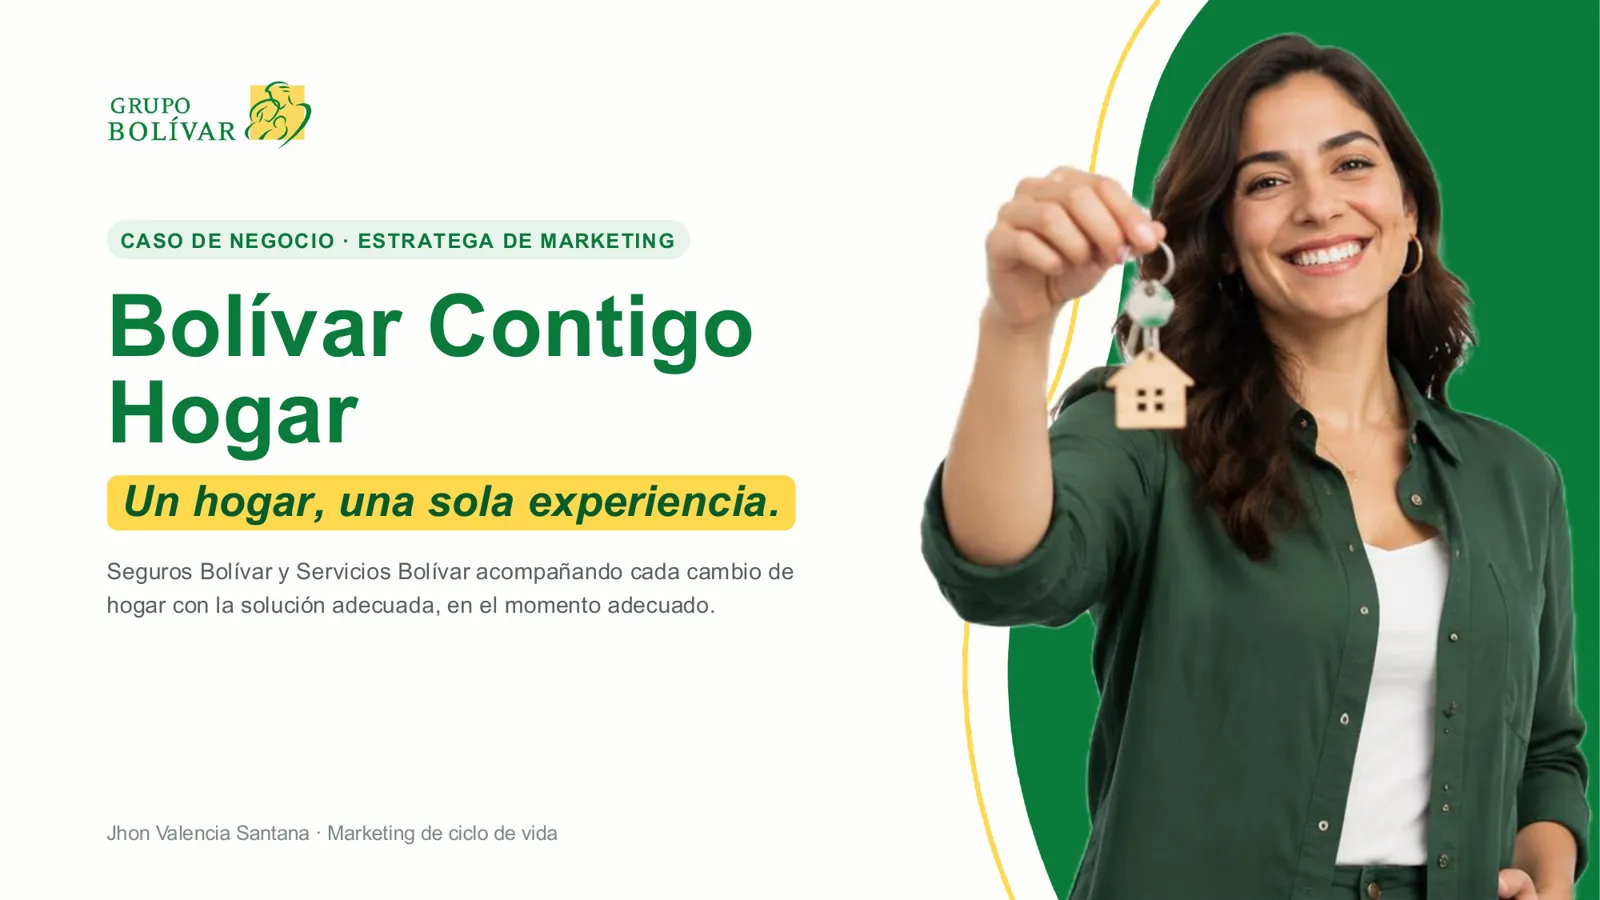 GRUPO
BOLÍVAR
CASO DE NEGOCIO · ESTRATEGA DE MARKETING
Bolívar Contigo
Hogar
Un hogar, una sola experiencia.
Seguros Bolívar y Servicios Bolívar acompañando cada cambio de
hogar con la solución adecuada, en el momento adecuado.
Jhon Valencia Santana · Marketing de ciclo de vida